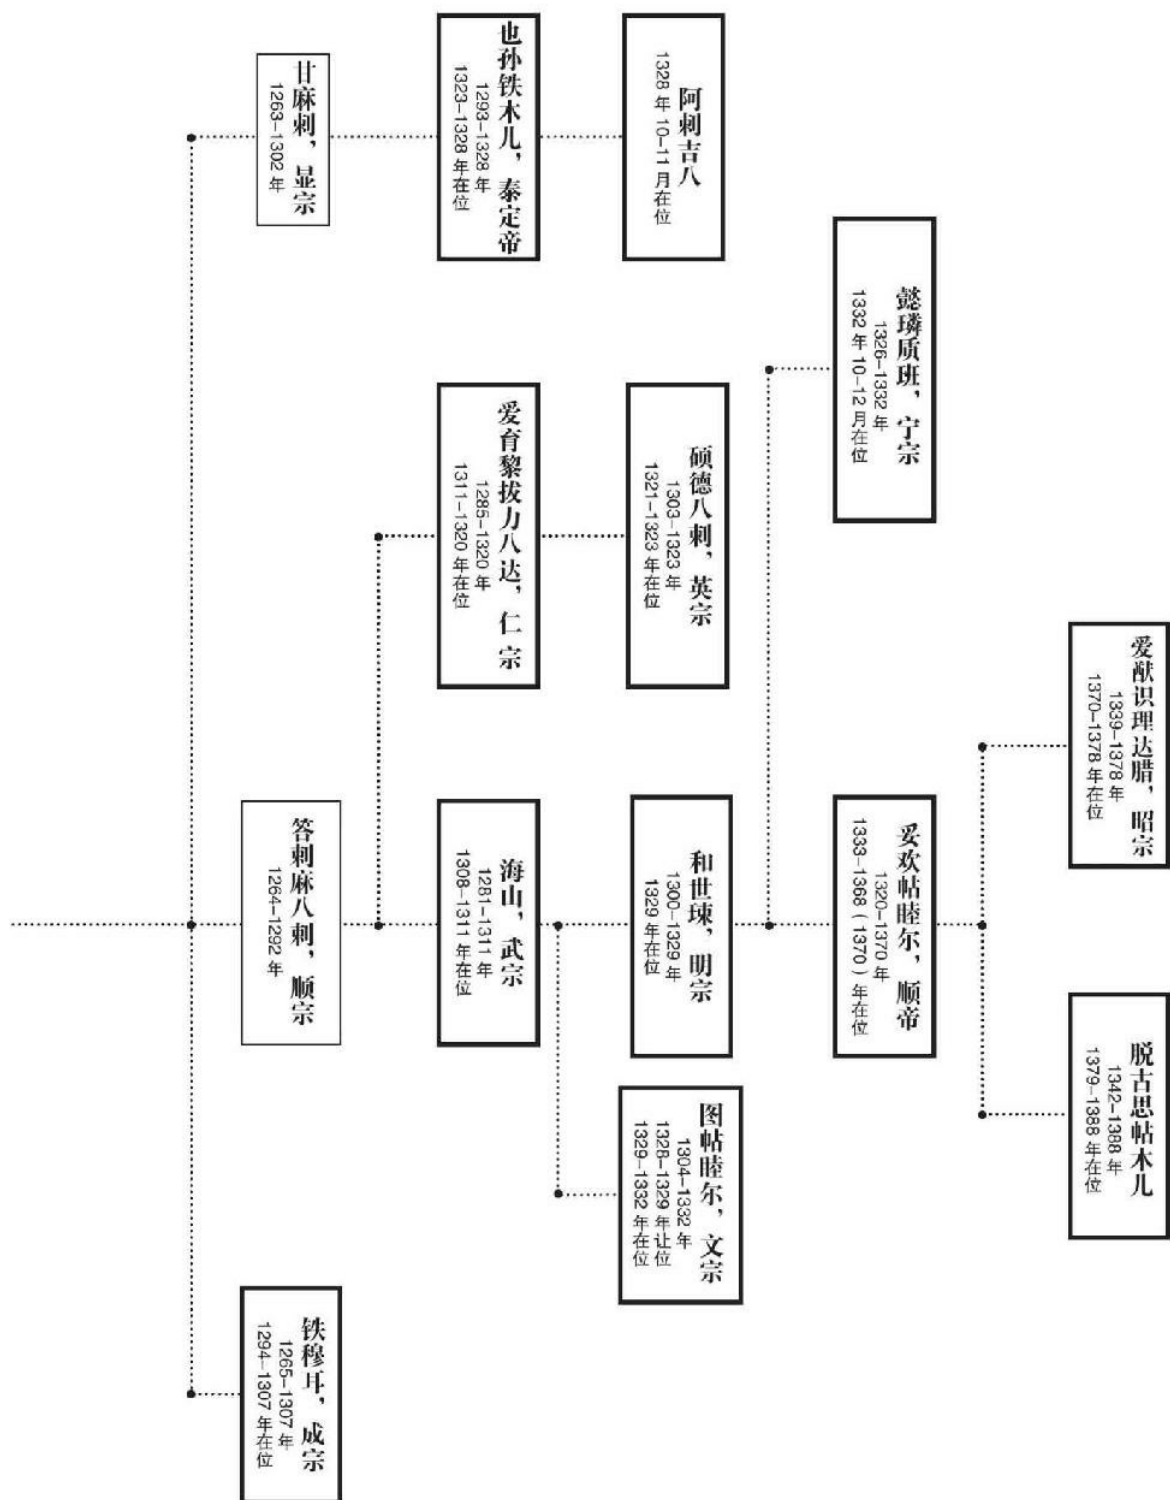 爱猷识理达腊，昭宗
1339–1378 年
1370–1378 年在位
脱古思帖木儿
1342–1388 年
1379–1388 年在位
懿璘质班，宁宗
1326–1332 年
1332 年 10–12 月在位
妥欢帖睦尔，顺帝
1320–1370 年
1333–1368（1370）年在位
阿剌吉八
1328 年 10–11 月在位
硕德八剌，英宗
1303–1323 年
1321–1323 年在位
和世㻋，明宗
1300–1329 年
1329 年在位
图帖睦尔，文宗
1304–1332 年
1328–1329 年让位
1329–1332 年在位
也孙铁木儿，泰定帝
1293–1328 年
1323–1328 年在位
爱育黎拔力八达，仁宗
1285–1320 年
1311–1320 年在位
海山，武宗
1281–1311 年
1308–1311 年在位
甘麻剌，显宗
1263–1302 年
答剌麻八剌，顺宗
1264–1292 年
铁穆耳，成宗
1265–1307 年
1294–1307 年在位